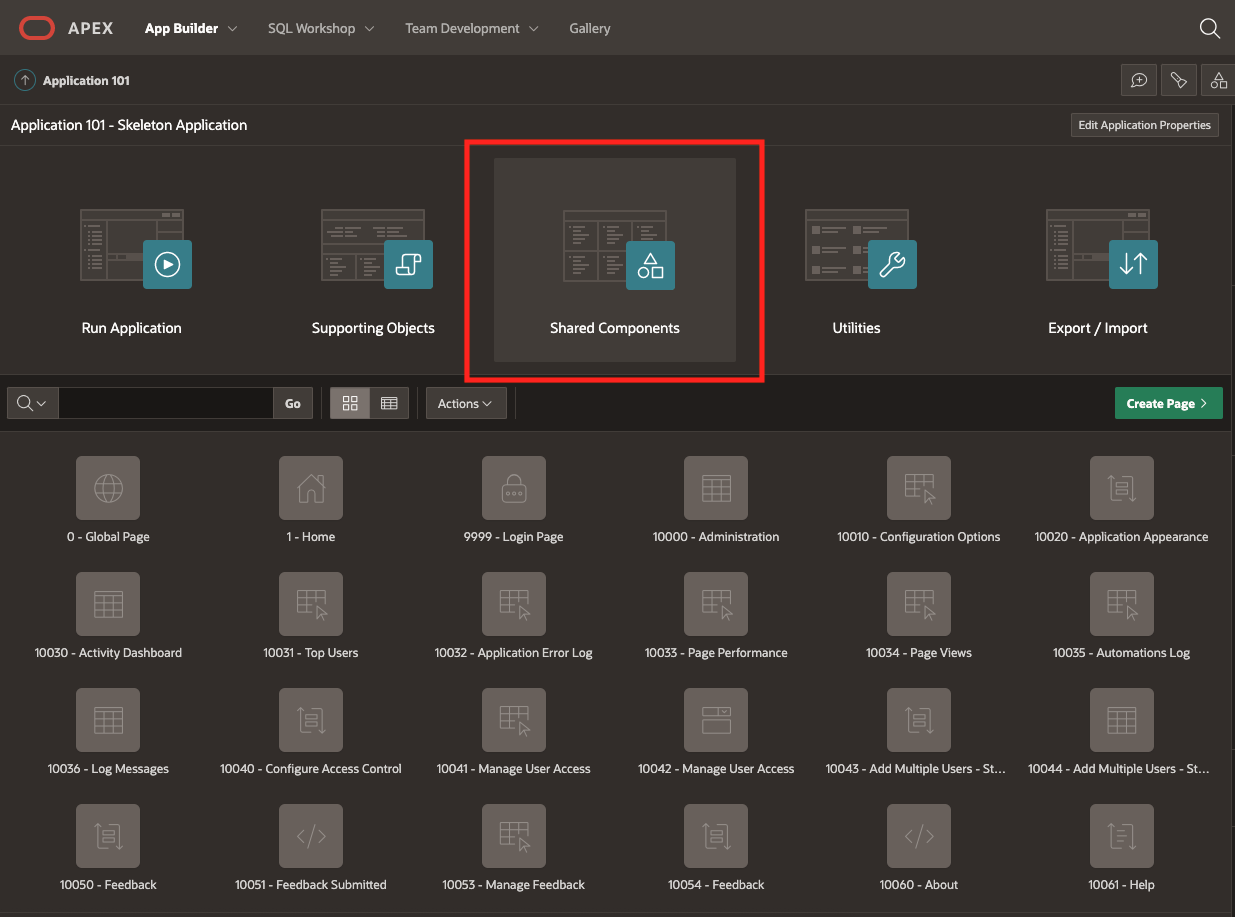 APEX App Builder SQL Workshop Team Development Gallery
Application 101
Application 101 - Skeleton Application Edit Application Properties
Run Application Supporting Objects Shared Components Utilities Export / Import
Go Actions Create Page
0 - Global Page 1 - Home 9999 - Login Page 10000 - Administration 10010 - Configuration Options 10020 - Application Appearance
10030 - Activity Dashboard 10031 - Top Users 10032 - Application Error Log 10033 - Page Performance 10034 - Page Views 10035 - Automations Log
10036 - Log Messages 10040 - Configure Access Control 10041 - Manage User Access 10042 - Manage User Access 10043 - Add Multiple Users - St... 10044 - Add Multiple Users - St...
10050 - Feedback 10051 - Feedback Submitted 10053 - Manage Feedback 10054 - Feedback 10060 - About 10061 - Help